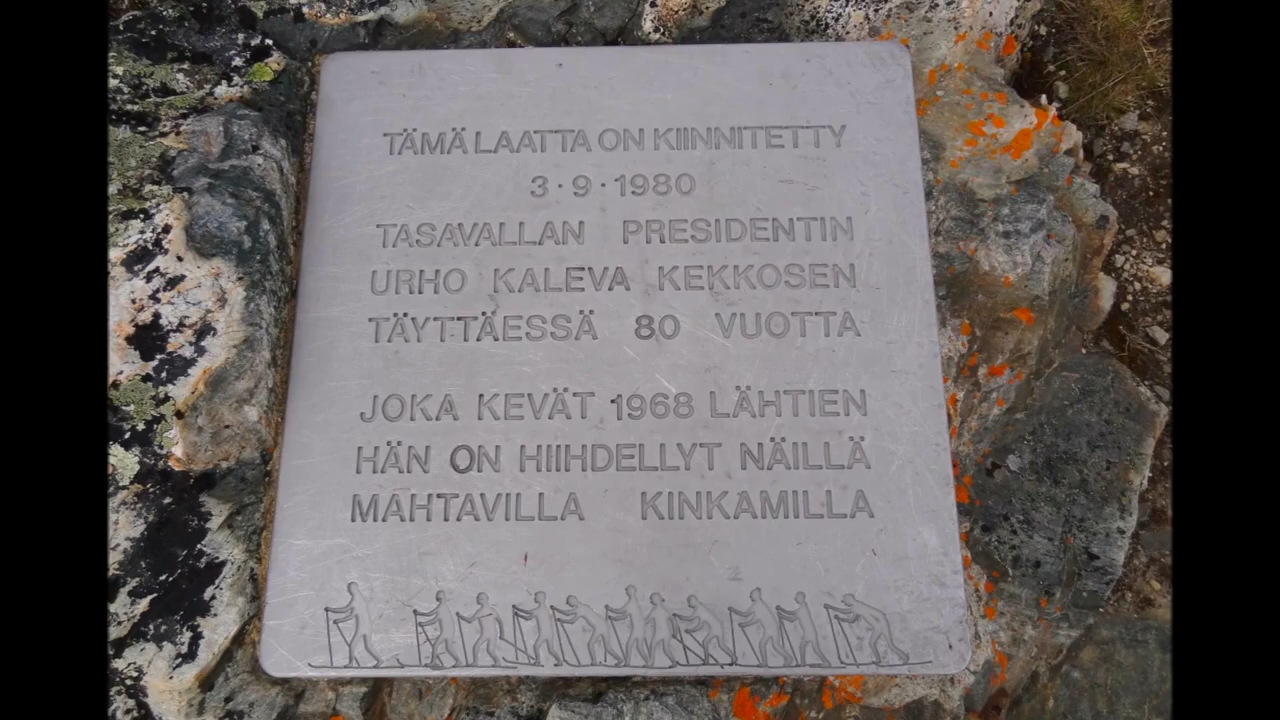 TÄMÄ LAATTA ON KIINNITETTY
3·9·1980
TASAVALLAN PRESIDENTIN
URHO KALEVA KEKKOSEN
TÄYTTÄESSÄ 80 VUOTTA
JOKA KEVÄT 1968 LÄHTIEN
HÄN ON HIIHDELLYT NÄILLÄ
MAHTAVILLA KINKAMILLA